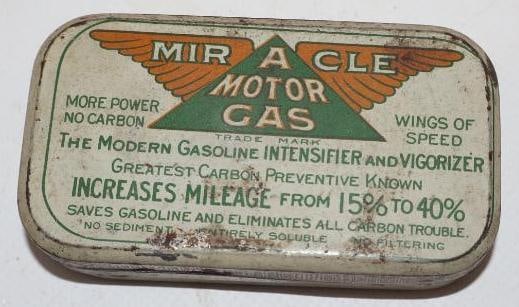 MIRACLE
MOTOR
GAS
TRADE MARK
MORE POWER
NO CARBON
WINGS OF
SPEED
THE MODERN GASOLINE INTENSIFIER AND VIGORIZER
GREATEST CARBON PREVENTIVE KNOWN
INCREASES MILEAGE FROM 15% TO 40%
SAVES GASOLINE AND ELIMINATES ALL CARBON TROUBLE.
NO SEDIMENT ENTIRELY SOLUBLE NO FILTERING